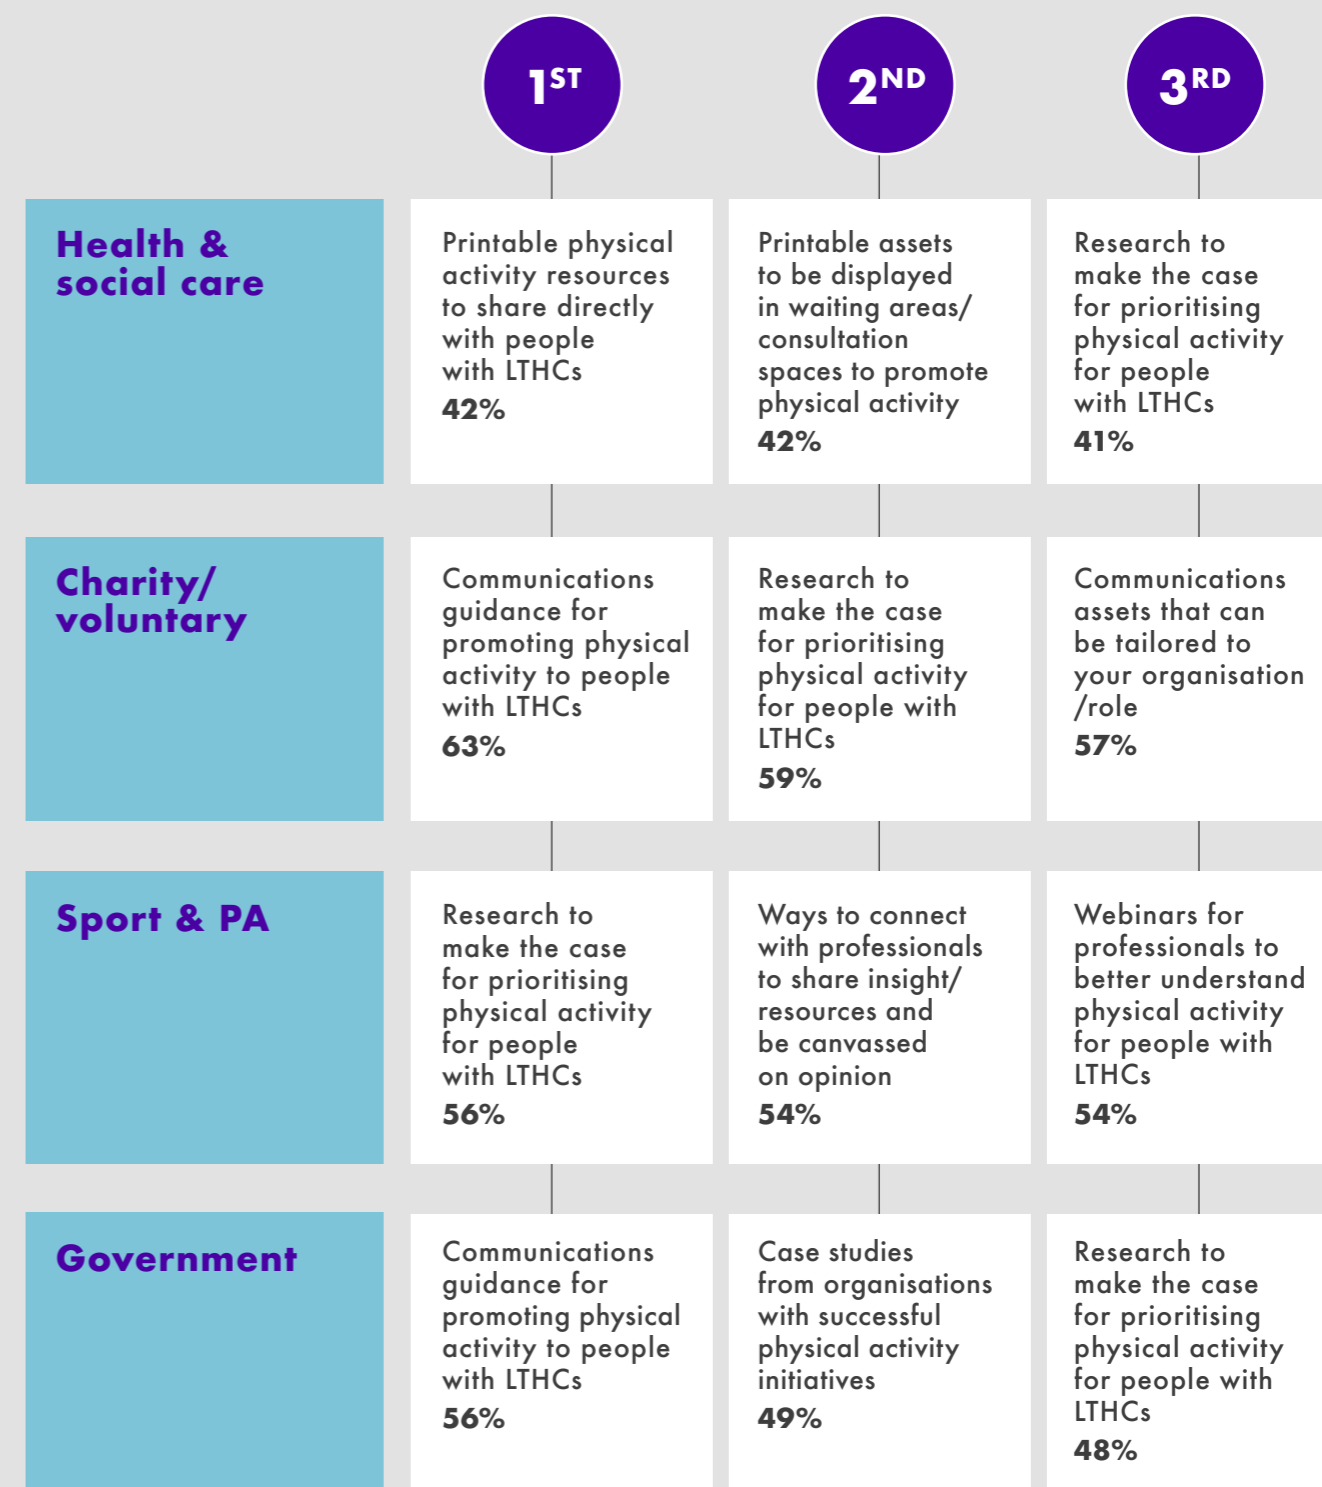 1ST
2ND
3RD
Health &
social care
Printable physical
activity resources
to share directly
with people
with LTHCs
42%
Printable assets
to be displayed
in waiting areas/
consultation
spaces to promote
physical activity
42%
Research to
make the case
for prioritising
physical activity
for people
with LTHCs
41%
Charity/
voluntary
Communications
guidance for
promoting physical
activity to people
with LTHCs
63%
Research to
make the case
for prioritising
physical activity
for people with
LTHCs
59%
Communications
assets that can
be tailored to
your organisation
/role
57%
Sport & PA
Research to
make the case
for prioritising
physical activity
for people
with LTHCs
56%
Ways to connect
with professionals
to share insight/
resources and
be canvassed
on opinion
54%
Webinars for
professionals to
better understand
physical activity
for people with
LTHCs
54%
Government
Communications
guidance for
promoting physical
activity to people
with LTHCs
56%
Case studies
from organisations
with successful
physical activity
initiatives
49%
Research to
make the case
for prioritising
physical activity
for people with
LTHCs
48%